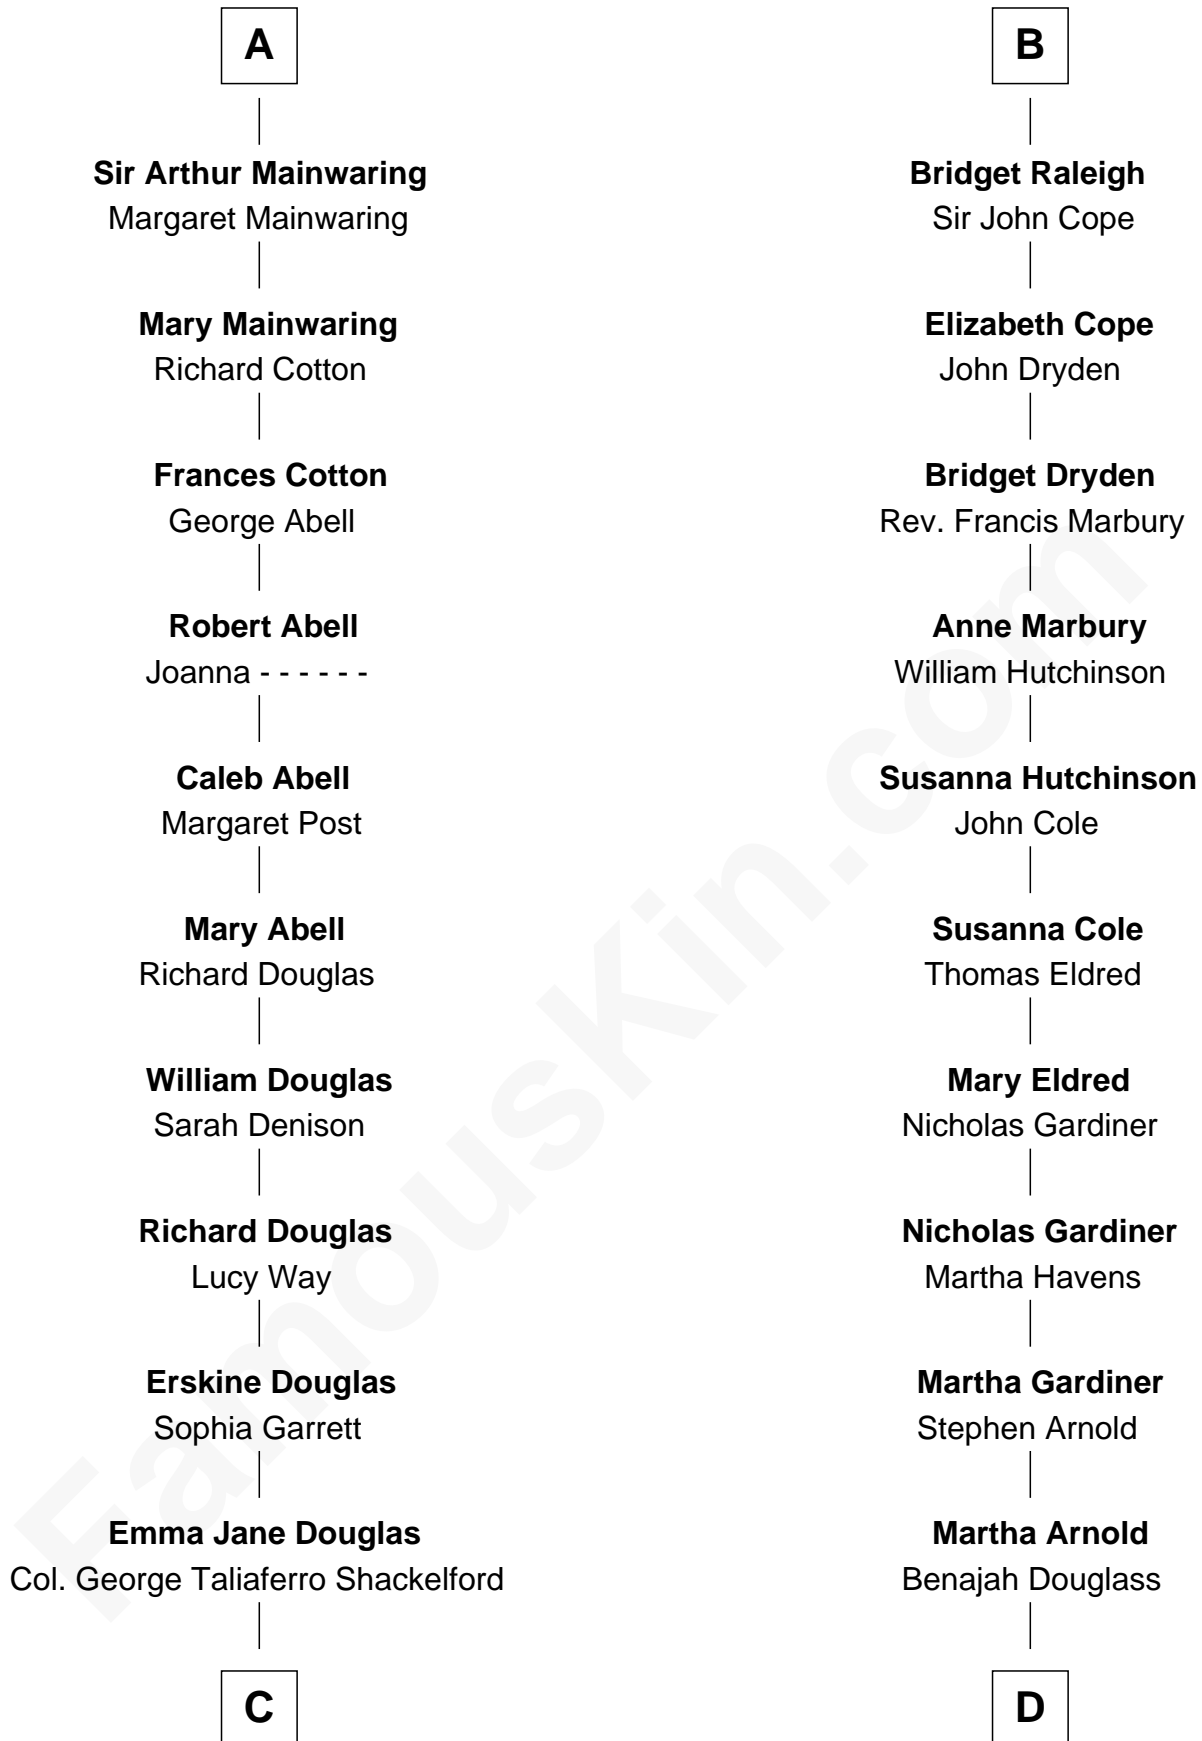 A
Sir Arthur Mainwaring
Margaret Mainwaring
Mary Mainwaring
Richard Cotton
Frances Cotton
George Abell
Robert Abell
Joanna - - - - - -
Caleb Abell
Margaret Post
Mary Abell
Richard Douglas
William Douglas
Sarah Denison
Richard Douglas
Lucy Way
Erskine Douglas
Sophia Garrett
Emma Jane Douglas
Col. George Taliaferro Shackelford
C
B
Bridget Raleigh
Sir John Cope
Elizabeth Cope
John Dryden
Bridget Dryden
Rev. Francis Marbury
Anne Marbury
William Hutchinson
Susanna Hutchinson
John Cole
Susanna Cole
Thomas Eldred
Mary Eldred
Nicholas Gardiner
Nicholas Gardiner
Martha Havens
Martha Gardiner
Stephen Arnold
Martha Arnold
Benajah Douglass
D
FamousKin.com